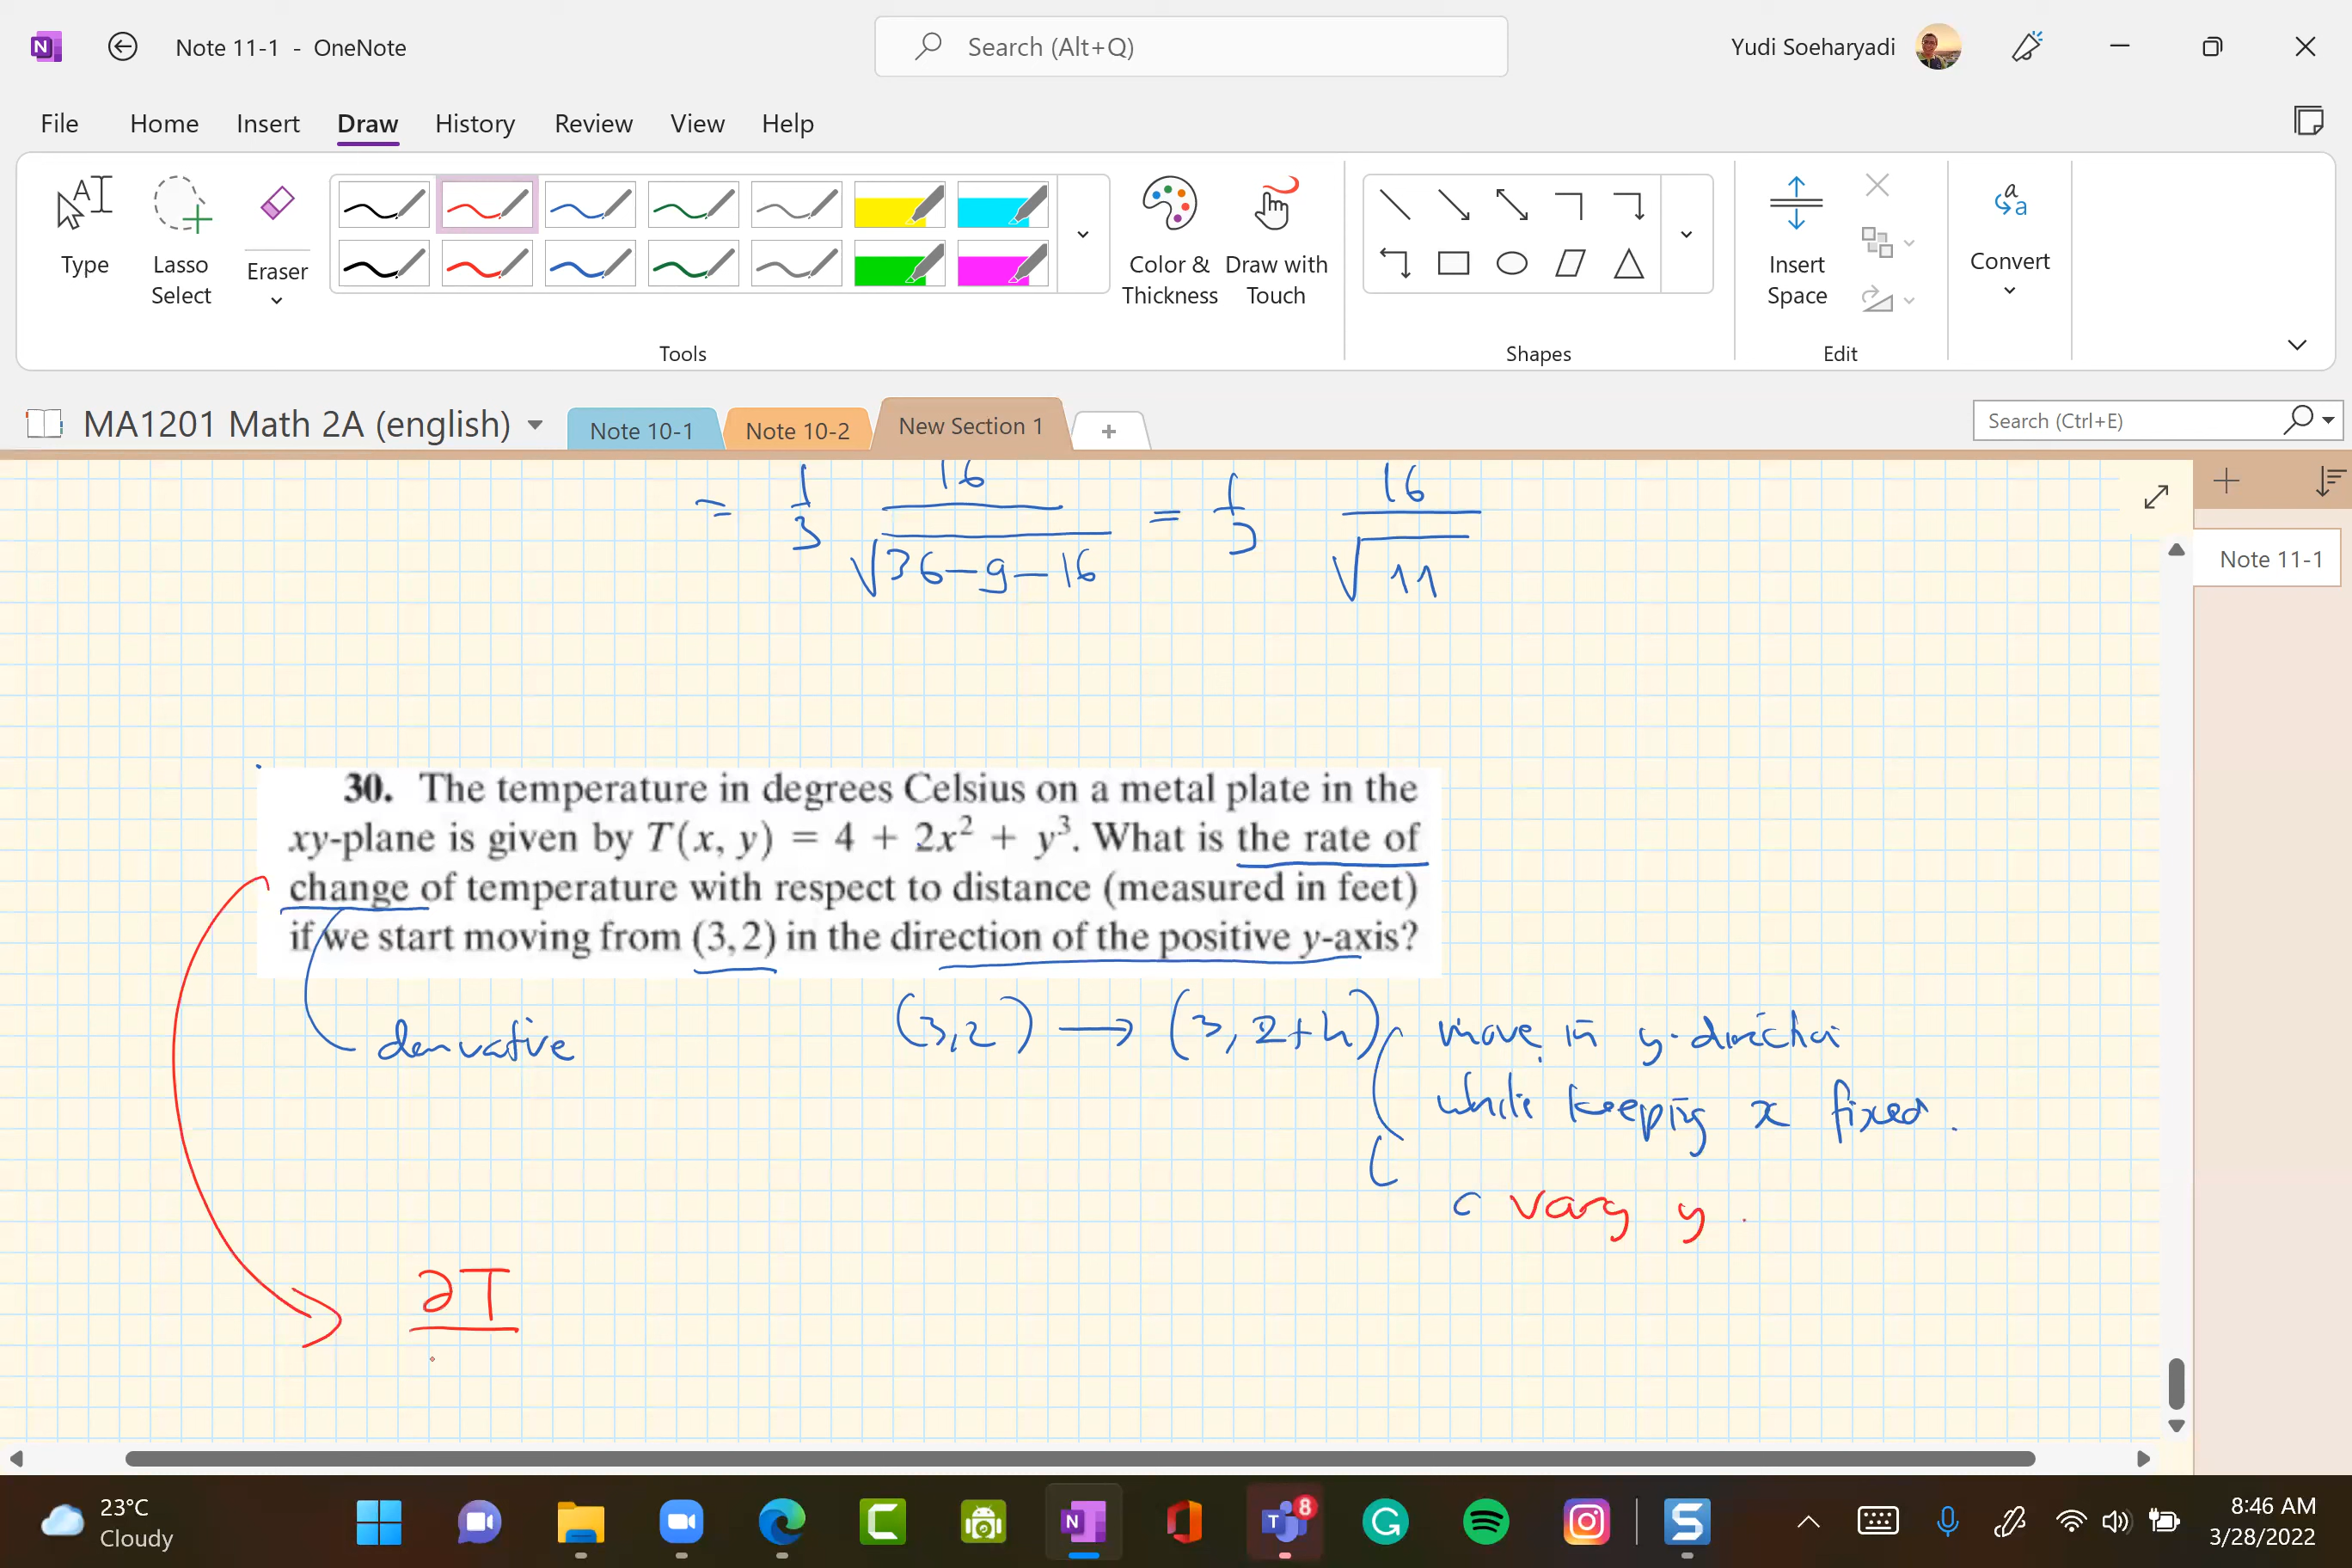 Note 11-1 - OneNote
Search (Alt+Q)
Yudi Soeharyadi
File Home Insert Draw History Review View Help
Type
Lasso Select
Eraser
Color & Thickness
Draw with Touch
Insert Space
Convert
Tools
Shapes
Edit
MA1201 Math 2A (english)
Note 10-1
Note 10-2
New Section 1
Search (Ctrl+E)
Note 11-1
= 1/3 16/√(36-9-16) = 1/3 16/√11
30. The temperature in degrees Celsius on a metal plate in the
xy-plane is given by T(x, y) = 4 + 2x² + y³. What is the rate of
change of temperature with respect to distance (measured in feet)
if we start moving from (3,2) in the direction of the positive y-axis?
derivative
(3,2) → (3, 2+h)
move in y-direction
while keeping x fixed.
vary y.
∂T
23°C
Cloudy
8
8:46 AM
3/28/2022